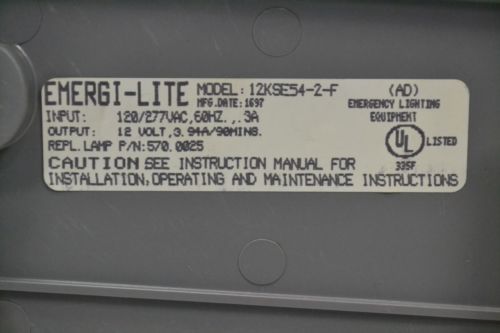 EMERGI-LITE MODEL: 12KSE54-2-F (AD)
MFG.DATE: 1697 EMERGENCY LIGHTING
INPUT: 120/277VAC,60HZ.,.3A EQUIPMENT
OUTPUT: 12 VOLT,3.94A/90MINS.
REPL.LAMP P/N:570.0025 UL LISTED
335F
CAUTION SEE INSTRUCTION MANUAL FOR
INSTALLATION,OPERATING AND MAINTENANCE INSTRUCTIONS